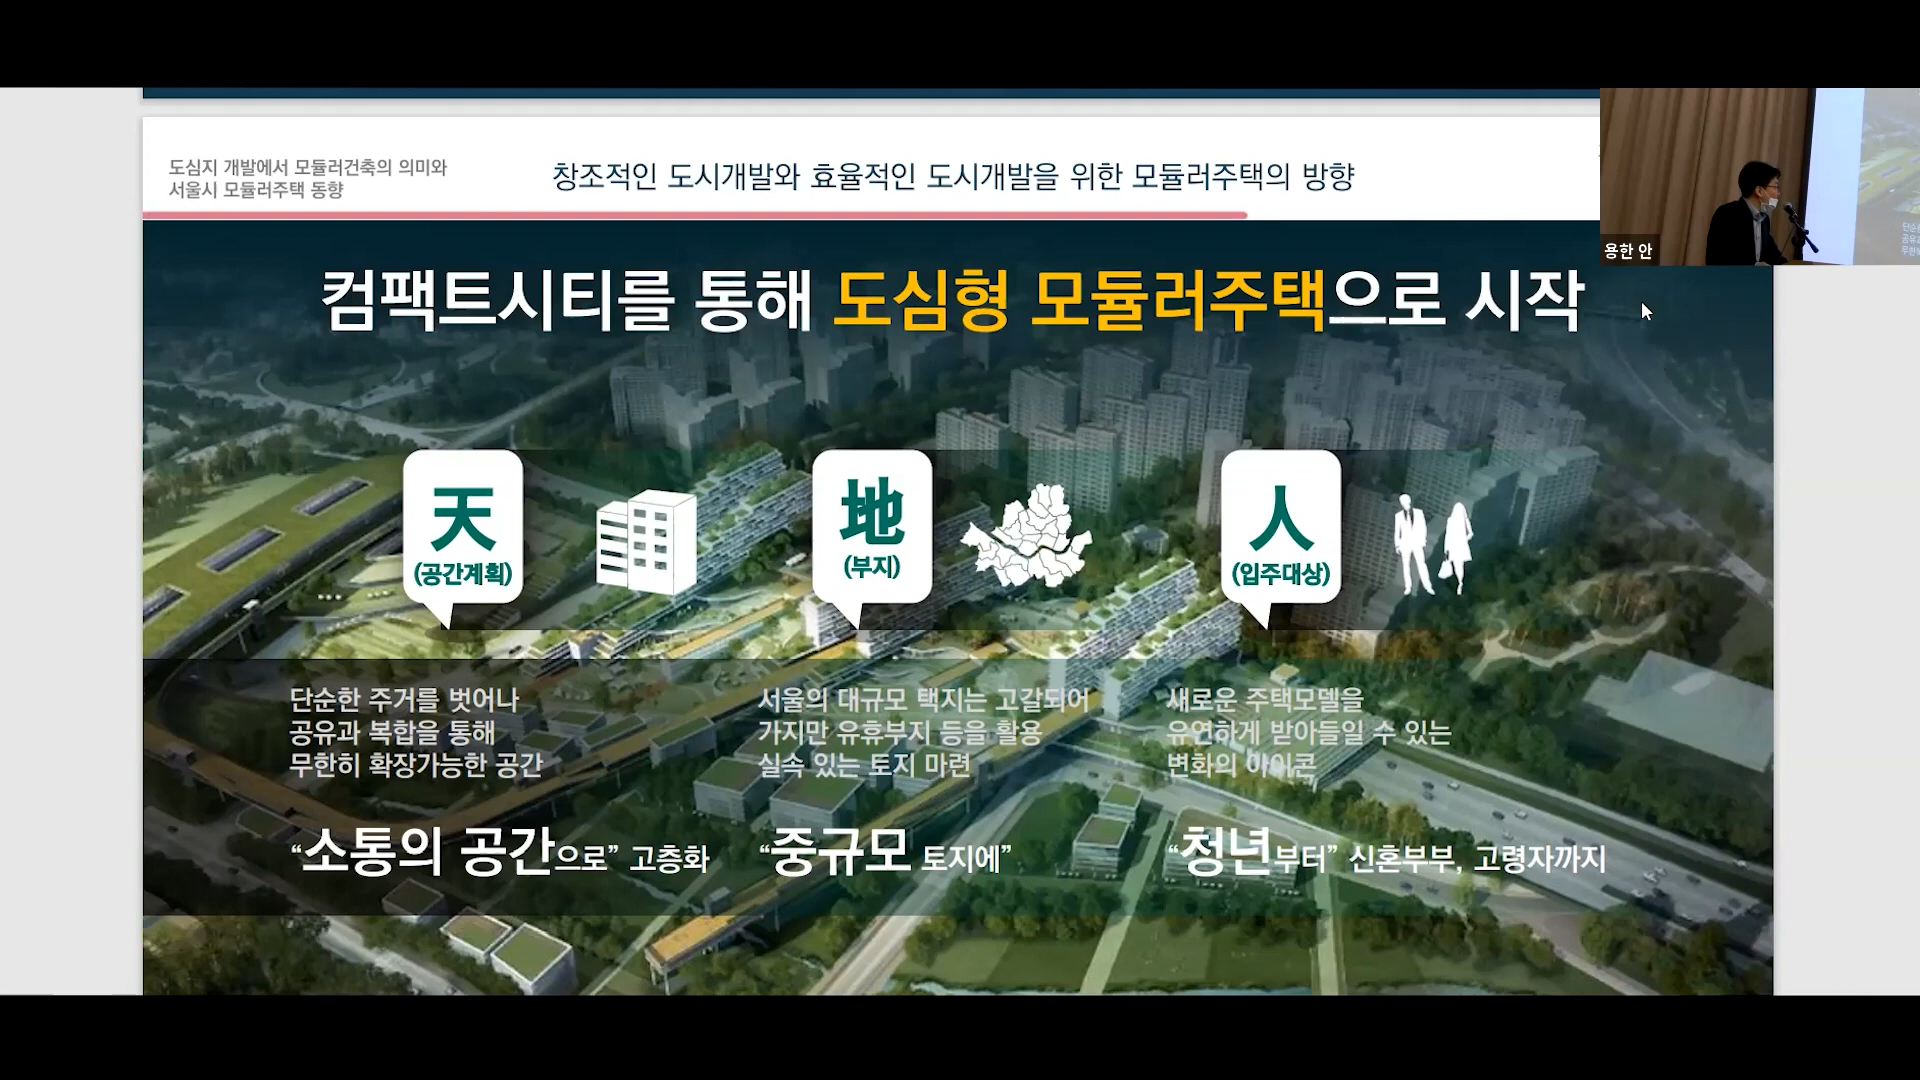 도심지 개발에서 모듈러건축의 의미와
서울시 모듈러주택 동향
창조적인 도시개발와 효율적인 도시개발을 위한 모듈러주택의 방향
용한 안
컴팩트시티를 통해 도심형 모듈러주택으로 시작
天
(공간계획)
地
(부지)
人
(입주대상)
단순한 주거를 벗어나
공유과 복합을 통해
무한히 확장가능한 공간
서울의 대규모 택지는 고갈되어
가지만 유휴부지 등을 활용
실속 있는 토지 마련
새로운 주택모델을
유연하게 받아들일 수 있는
변화의 아이콘
“소통의 공간으로” 고층화
“중규모 토지에”
“청년부터” 신혼부부, 고령자까지